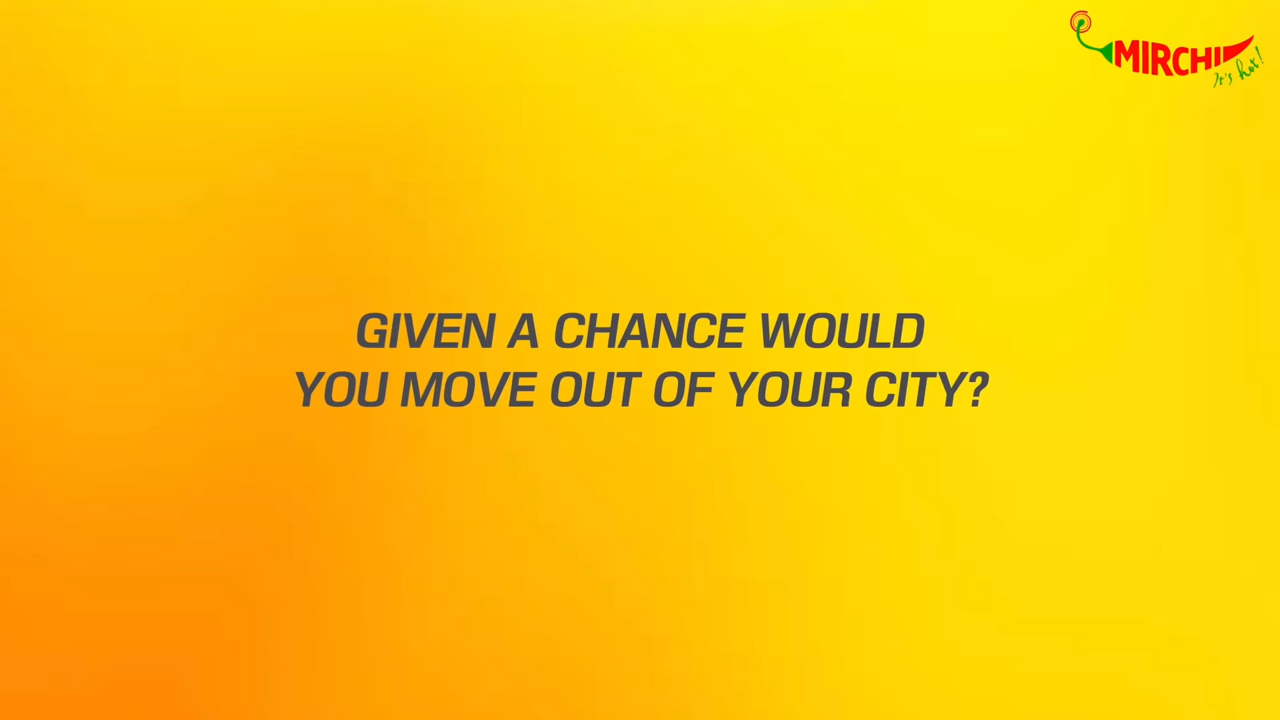 MIRCHI
It's hot!
GIVEN A CHANCE WOULD
YOU MOVE OUT OF YOUR CITY?